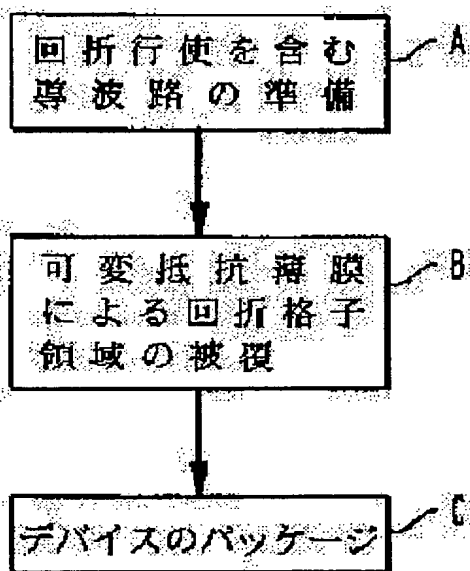 回折行使を含む
導波路の準備
A
可変抵抗薄膜
による回折格子
領域の被覆
B
デバイスのパッケージ
C